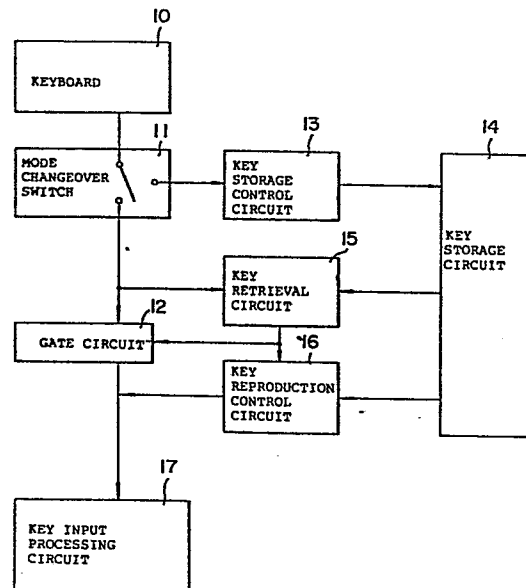 10
KEYBOARD
11
MODE
CHANGEOVER
SWITCH
13
KEY
STORAGE
CONTROL
CIRCUIT
14
KEY
STORAGE
CIRCUIT
15
KEY
RETRIEVAL
CIRCUIT
12
GATE CIRCUIT
16
KEY
REPRODUCTION
CONTROL
CIRCUIT
17
KEY INPUT
PROCESSING
CIRCUIT